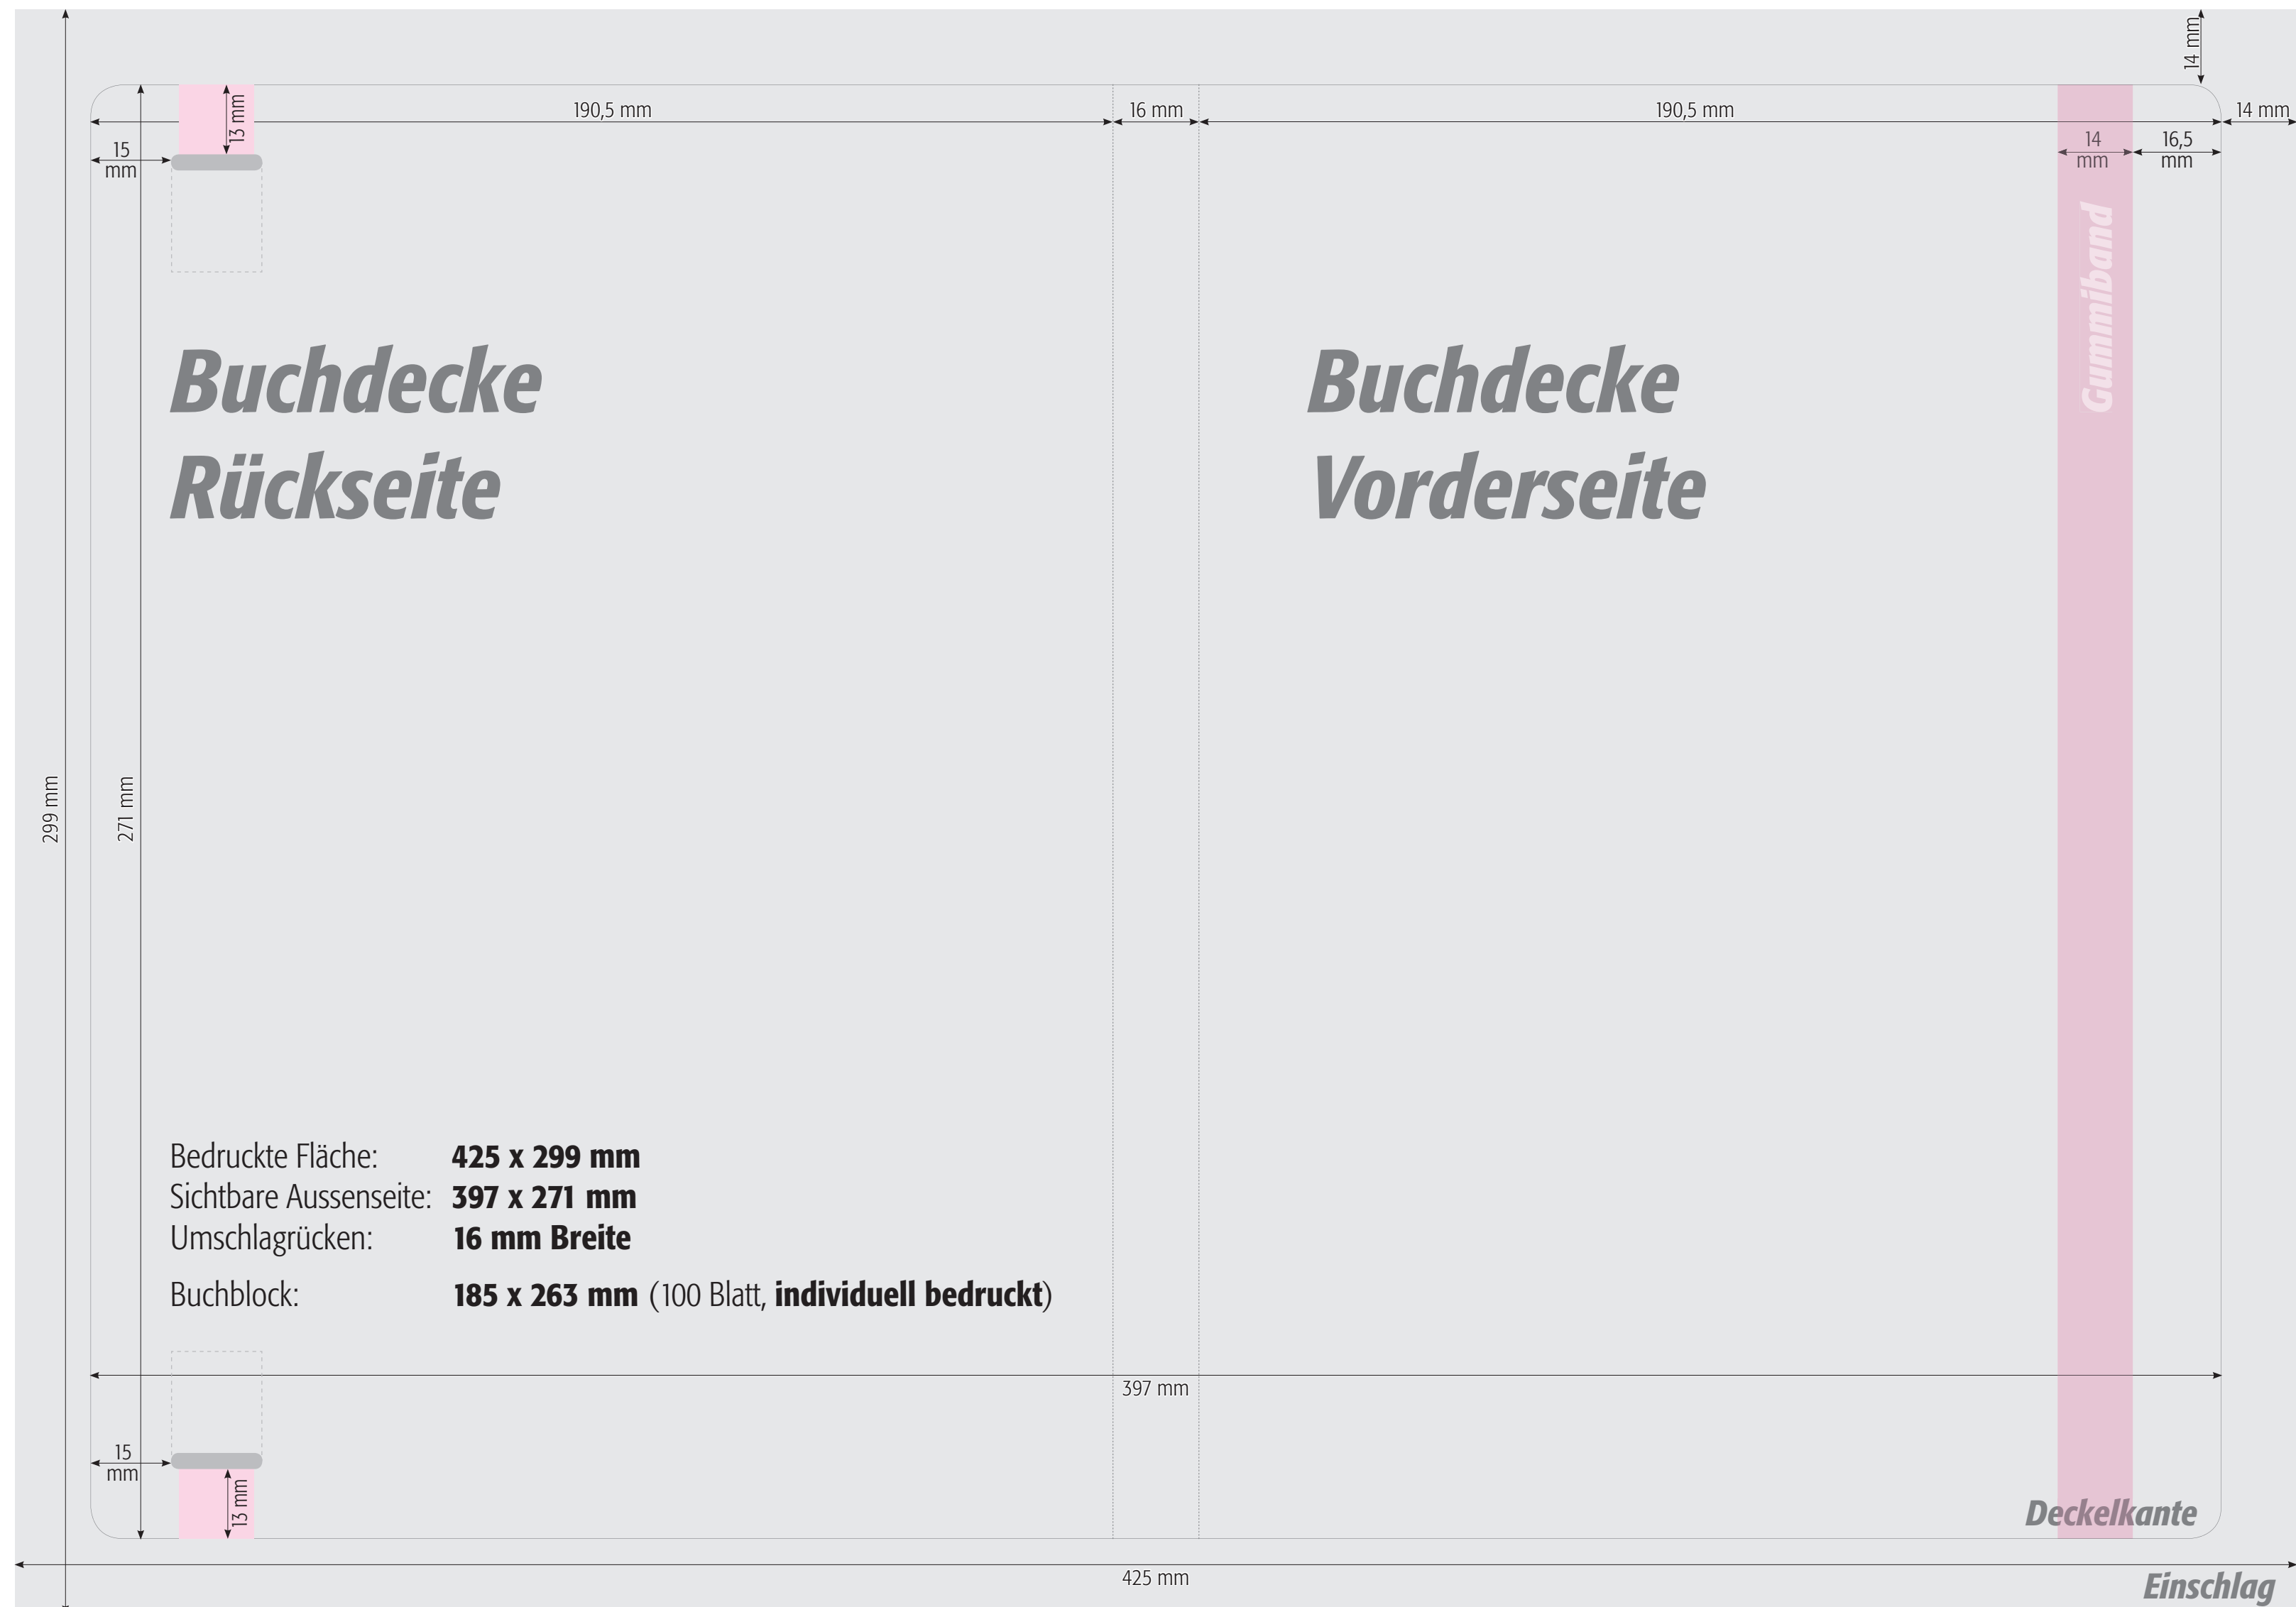 14 mm
190,5 mm
16 mm
190,5 mm
14 mm
13 mm
15
mm
14
mm
16,5
mm
Gummiband
Buchdecke
Rückseite
Buchdecke
Vorderseite
299 mm
271 mm
Bedruckte Fläche: 425 x 299 mm
Sichtbare Aussenseite: 397 x 271 mm
Umschlagrücken: 16 mm Breite
Buchblock: 185 x 263 mm (100 Blatt, individuell bedruckt)
397 mm
15
mm
13 mm
Deckelkante
425 mm
Einschlag